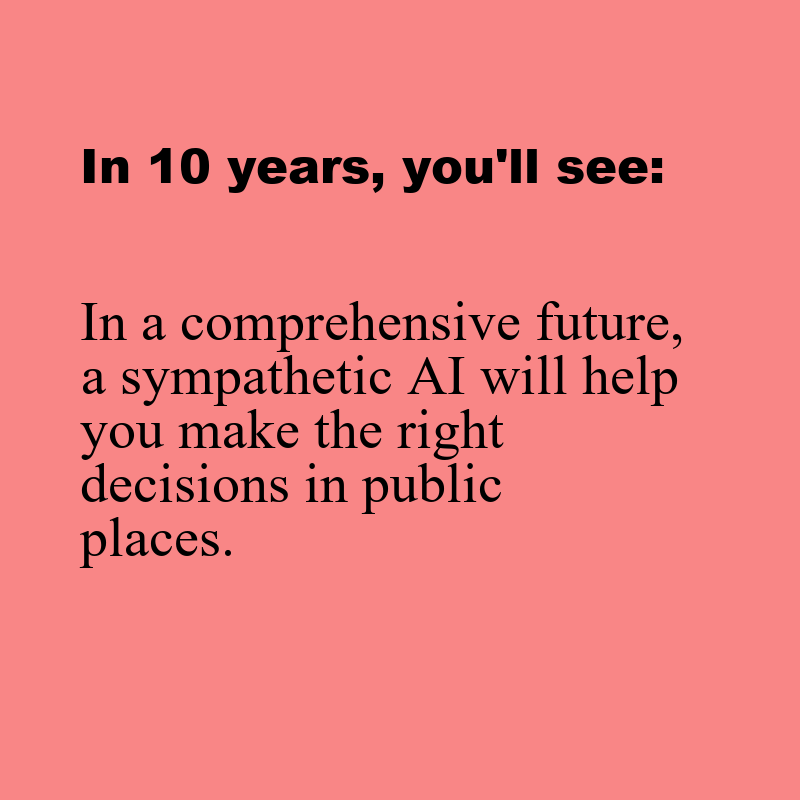 In 10 years, you'll see:
In a comprehensive future,
a sympathetic AI will help
you make the right
decisions in public
places.